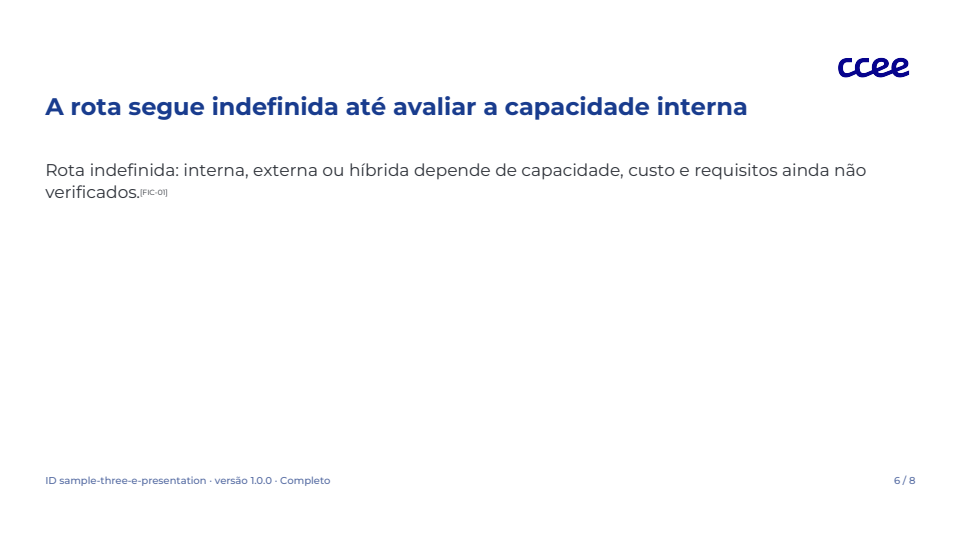 ccee
A rota segue indefinida até avaliar a capacidade interna
Rota indefinida: interna, externa ou híbrida depende de capacidade, custo e requisitos ainda não
verificados.[FIC-01]
ID sample-three-e-presentation · versão 1.0.0 · Completo
6 / 8